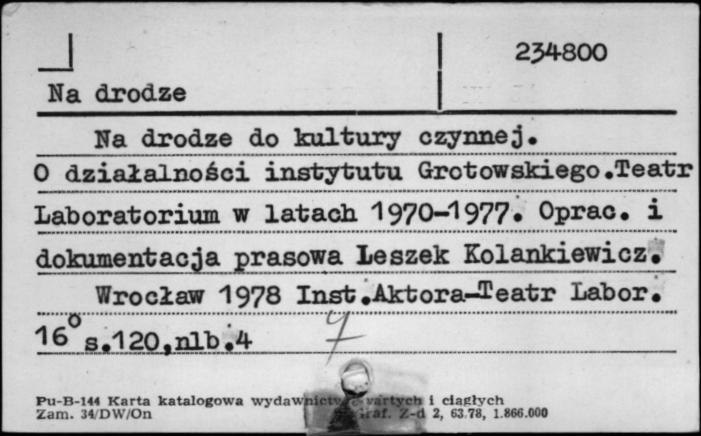 234800
Na drodze
Na drodze do kultury czynnej.
O działalności instytutu Grotowskiego.Teatr
Laboratorium w latach 1970-1977. Oprac. i
dokumentacja prasowa Leszek Kolankiewicz.
Wrocław 1978 Inst.Aktora-Teatr Labor.
16° s.120,nlb.4
Pu-B-144 Karta katalogowa wydawnictw zwartych i ciągłych
Zam. 34/DW/On Graf. Z-d 2, 63.78, 1.866.000